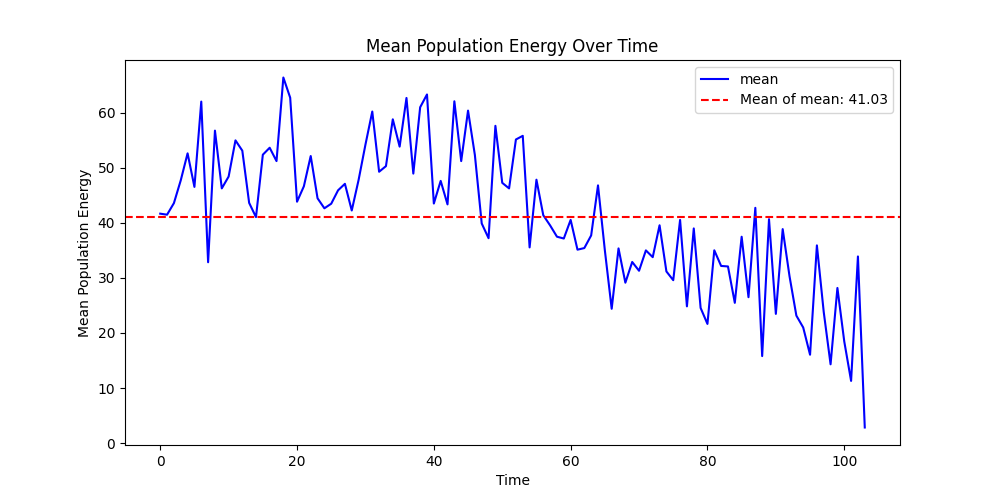 Mean Population Energy Over Time
mean
Mean of mean: 41.03
Mean Population Energy
60
50
40
30
20
10
0
0 20 40 60 80 100
Time